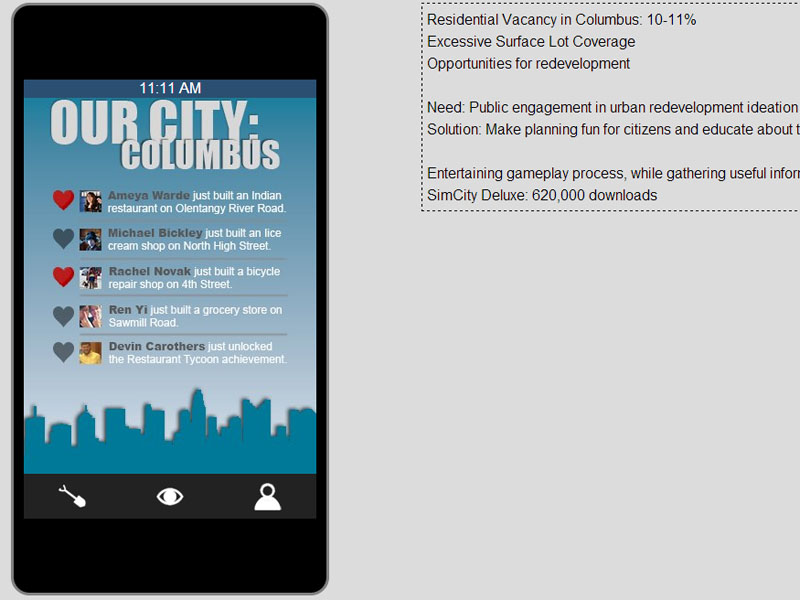 11:11 AM
OUR CITY:
COLUMBUS
Ameya Warde just built an Indian
restaurant on Olentangy River Road.
Michael Bickley just built an Iice
cream shop on North High Street.
Rachel Novak just built a bicycle
repair shop on 4th Street.
Ren Yi just built a grocery store on
Sawmill Road.
Devin Carothers just unlocked
the Restaurant Tycoon achievement.
Residential Vacancy in Columbus: 10-11%
Excessive Surface Lot Coverage
Opportunities for redevelopment
Need: Public engagement in urban redevelopment ideation
Solution: Make planning fun for citizens and educate about
Entertaining gameplay process, while gathering useful
SimCity Deluxe: 620,000 downloads